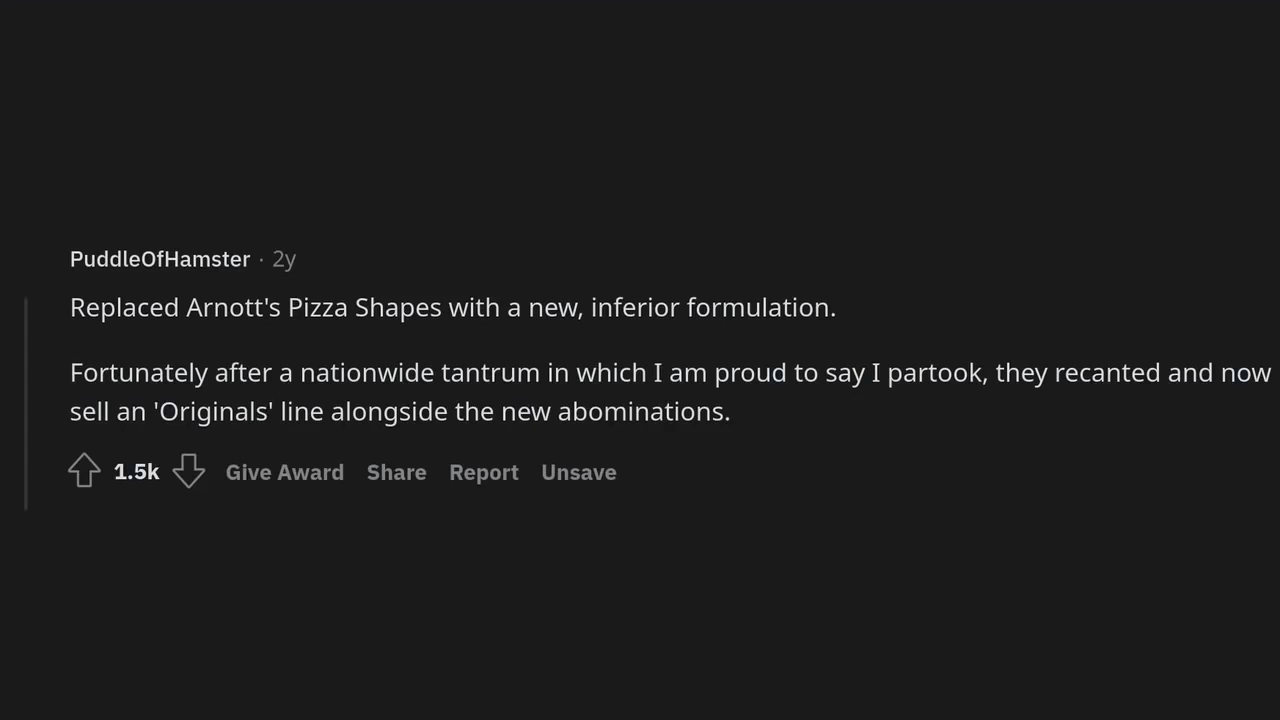 PuddleOfHamster · 2y
Replaced Arnott's Pizza Shapes with a new, inferior formulation.
Fortunately after a nationwide tantrum in which I am proud to say I partook, they recanted and now
sell an 'Originals' line alongside the new abominations.
1.5k Give Award Share Report Unsave